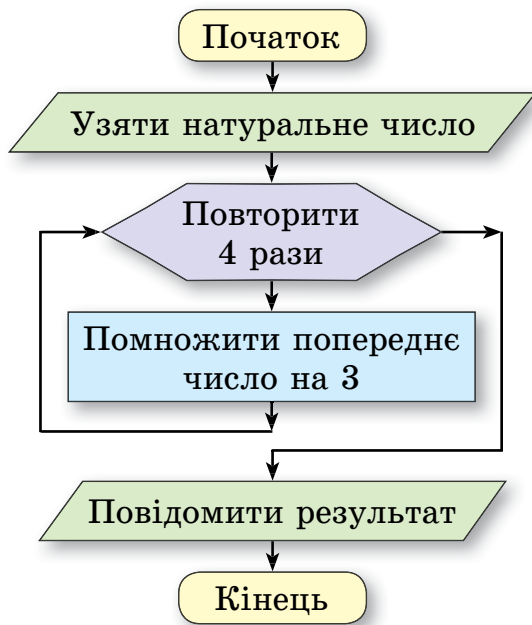 Початок
Узяти натуральне число
Повторити
4 рази
Помножити попереднє
число на 3
Повідомити результат
Кінець